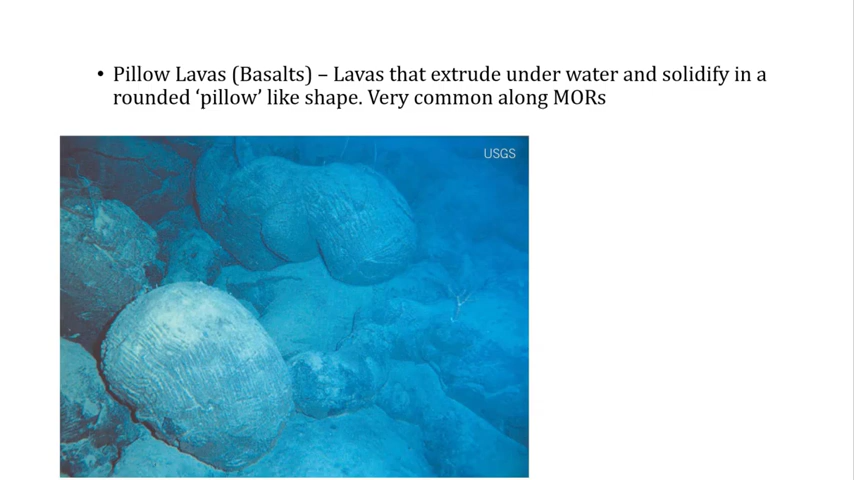 • Pillow Lavas (Basalts) – Lavas that extrude under water and solidify in a
rounded ‘pillow’ like shape. Very common along MORs
USGS